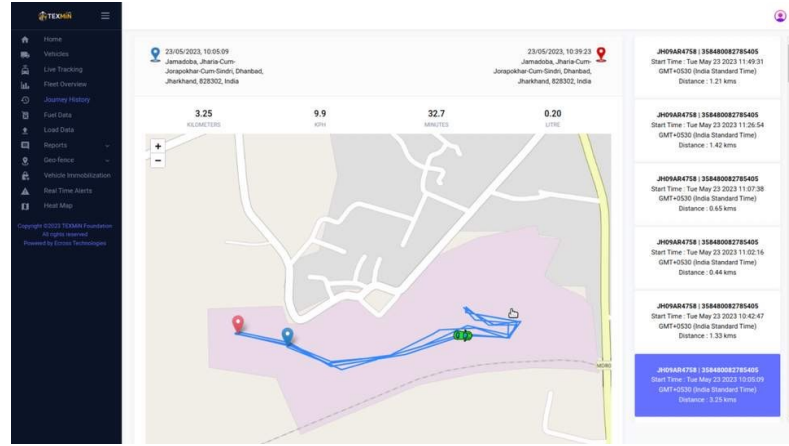 TEXMiN
Home
Vehicles
Live Tracking
Fleet Overview
Journey History
Fuel Data
Load Data
Reports
Geo-fence
Vehicle Immobilization
Real Time Alerts
Heat Map
Copyright ©2023 TEXMiN Foundation
All rights reserved
Powered by Ecross Technologies
23/05/2023, 10:05:09
Jamadoba, Jharia-Cum-
Jorapokhar-Cum-Sindri, Dhanbad,
Jharkhand, 828302, India
23/05/2023, 10:39:23
Jamadoba, Jharia-Cum-
Jorapokhar-Cum-Sindri, Dhanbad,
Jharkhand, 828302, India
3.25
KILOMETERS
9.9
KPH
32.7
MINUTES
0.20
LITRE
+
−
JH09AR4758 | 358480082785405
Start Time : Tue May 23 2023 11:49:31
GMT+0530 (India Standard Time)
Distance : 1.21 kms
JH09AR4758 | 358480082785405
Start Time : Tue May 23 2023 11:26:54
GMT+0530 (India Standard Time)
Distance : 1.42 kms
JH09AR4758 | 358480082785405
Start Time : Tue May 23 2023 11:07:38
GMT+0530 (India Standard Time)
Distance : 0.65 kms
JH09AR4758 | 358480082785405
Start Time : Tue May 23 2023 11:02:16
GMT+0530 (India Standard Time)
Distance : 0.44 kms
JH09AR4758 | 358480082785405
Start Time : Tue May 23 2023 10:42:47
GMT+0530 (India Standard Time)
Distance : 1.33 kms
JH09AR4758 | 358480082785405
Start Time : Tue May 23 2023 10:05:09
GMT+0530 (India Standard Time)
Distance : 3.25 kms